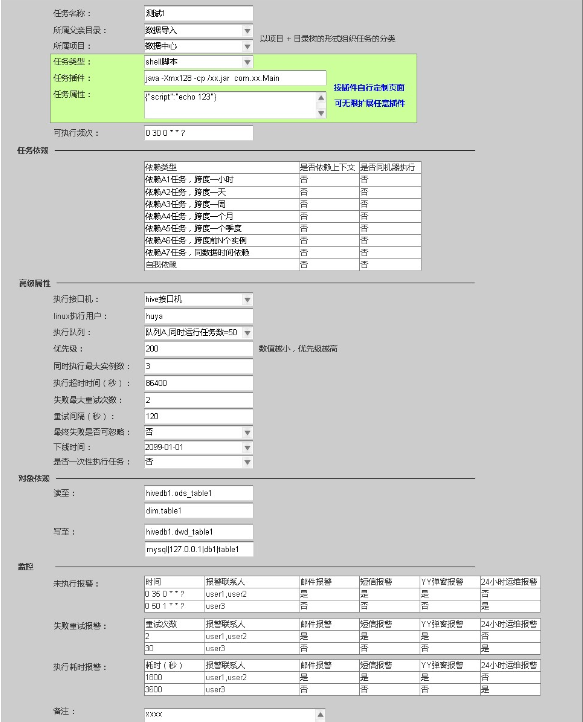 任务名称： 测试1
所属父亲目录： 数据导入
以项目 + 目录树的形式组织任务的分类
所属项目： 数据中心
任务类型： shell脚本
任务插件： java -Xmx128 -cp /xx.jar com.xx.Main
按插件自行定制页面
任务属性： {"script":"echo 123"}
可无限扩展任意插件
可执行频次： 0 30 0 * * ?
任务依赖
依赖类型 是否依赖上下文 是否同机器执行
依赖A1任务，跨度一小时 否 否
依赖A2任务，跨度一天 否 否
依赖A3任务，跨度一周 否 否
依赖A4任务，跨度一个月 否 否
依赖A5任务，跨度一个季度 否 否
依赖A6任务，跨度前N个实例 否 否
依赖A7任务，同数据时间依赖 否 否
自我依赖 否 否
高级属性
执行接口机： hive接口机
linux执行用户： huya
执行队列： 队列A,同时运行任务数=50
优先级： 200 数值越小，优先级越高
同时执行最大实例数： 3
执行超时时间（秒）： 86400
失败最大重试次数： 2
重试间隔（秒）： 120
最终失败是否可忽略： 否
下线时间： 2099-01-01
是否一次性执行任务： 否
对象依赖
读至： hivedb1.ods_table1
dim.table1
写至： hivedb1.dwd_table1
mysql|127.0.0.1|db1|table1
监控
未执行报警： 时间 报警联系人 邮件报警 短信报警 YY弹窗报警 24小时运维报警
0 35 0 * * ? user1,user2 是 是 是 否
0 50 1 * * ? user3 否 否 否 是
失败重试报警： 重试次数 报警联系人 邮件报警 短信报警 YY弹窗报警 24小时运维报警
2 user1,user2 是 是 是 否
30 user3 否 否 否 是
执行耗时报警： 耗时（秒） 报警联系人 邮件报警 短信报警 YY弹窗报警 24小时运维报警
1800 user1,user2 是 是 是 否
3600 user3 否 否 否 是
备注： xxxx